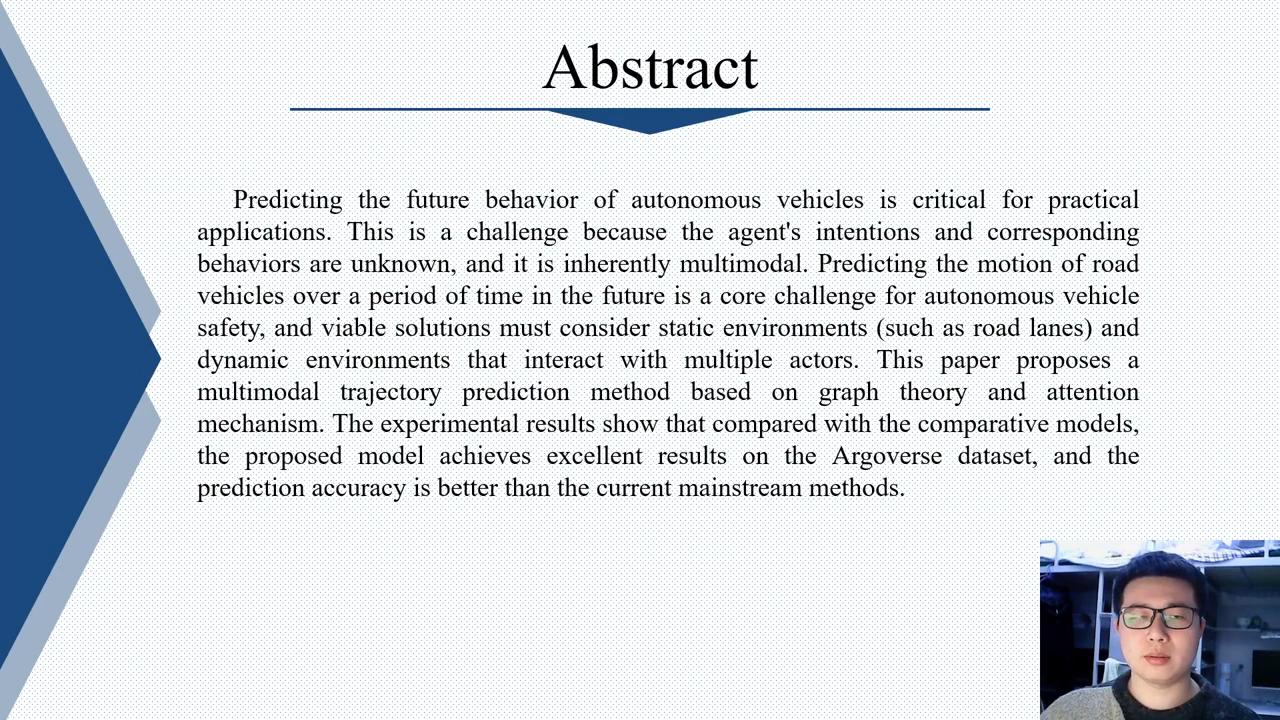 Abstract
Predicting the future behavior of autonomous vehicles is critical for practical
applications. This is a challenge because the agent's intentions and corresponding
behaviors are unknown, and it is inherently multimodal. Predicting the motion of road
vehicles over a period of time in the future is a core challenge for autonomous vehicle
safety, and viable solutions must consider static environments (such as road lanes) and
dynamic environments that interact with multiple actors. This paper proposes a
multimodal trajectory prediction method based on graph theory and attention
mechanism. The experimental results show that compared with the comparative models,
the proposed model achieves excellent results on the Argoverse dataset, and the
prediction accuracy is better than the current mainstream methods.